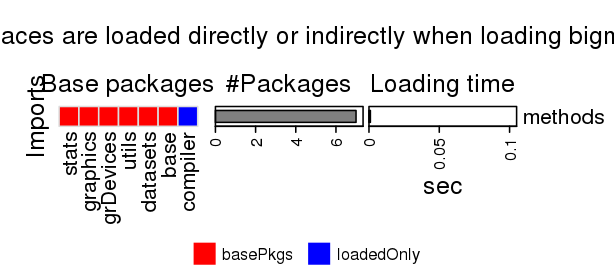 aces are loaded directly or indirectly when loading bign
Base packages
#Packages
Loading time
Imports
methods
stats
graphics
grDevices
utils
datasets
base
compiler
0
2
4
6
0
0.05
0.1
sec
basePkgs
loadedOnly